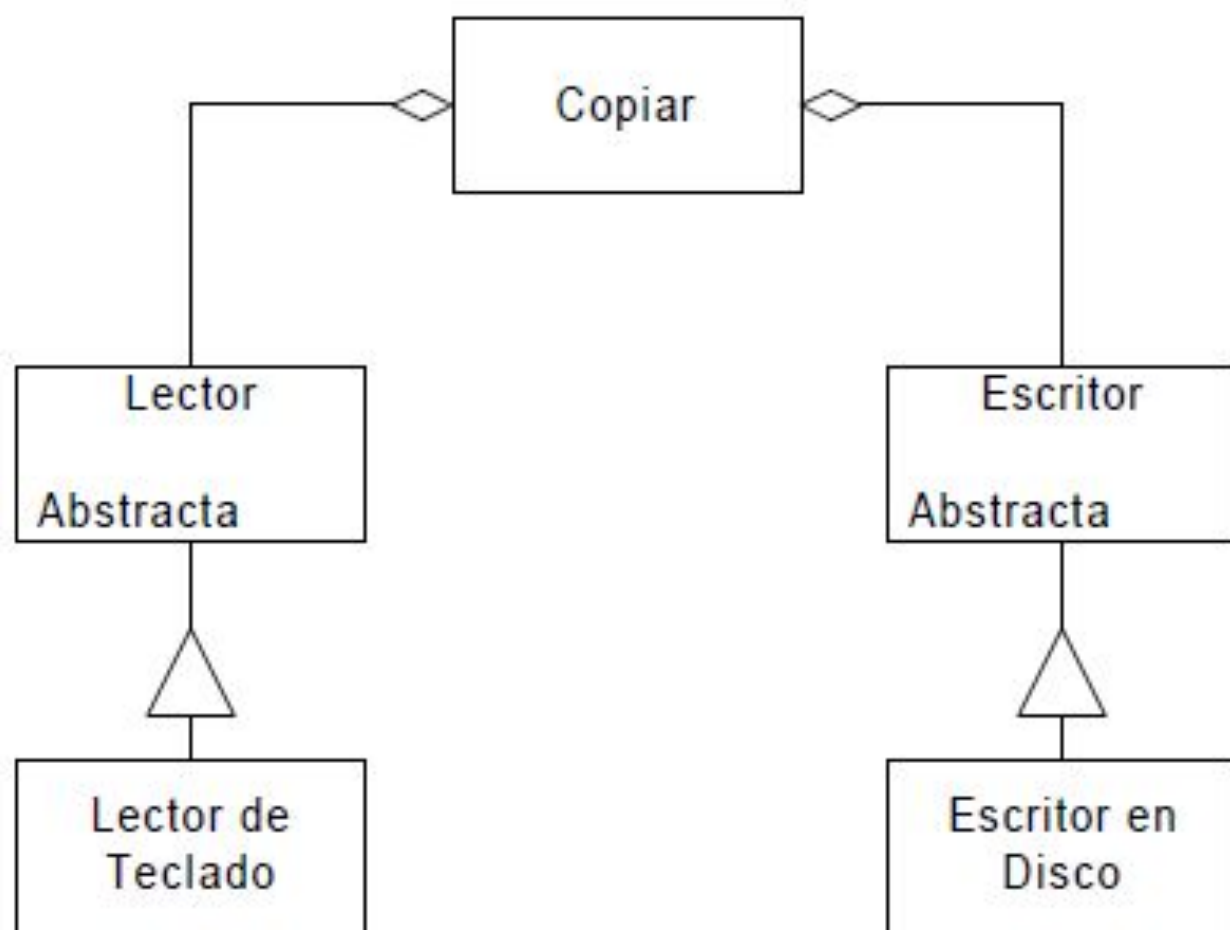 Copiar
Lector
Abstracta
Escritor
Abstracta
Lector de
Teclado
Escritor en
Disco